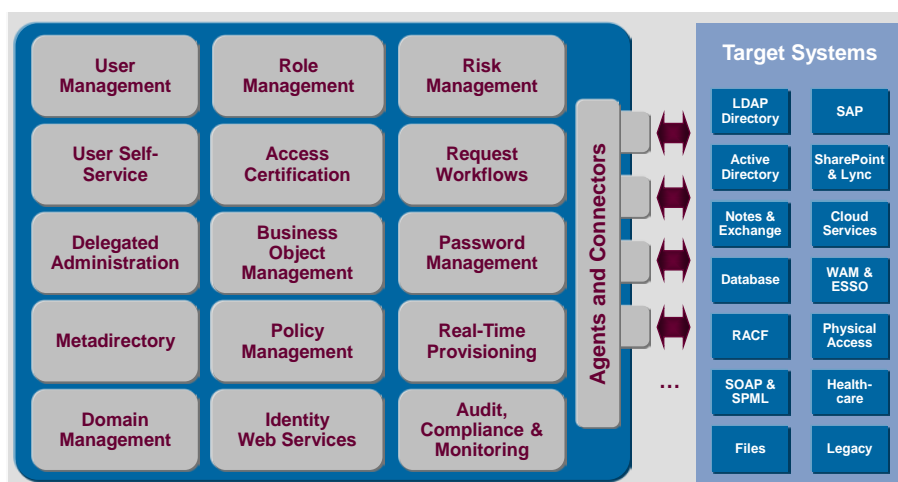 User
Management
Role
Management
Risk
Management
User Self-
Service
Access
Certification
Request
Workflows
Delegated
Administration
Business
Object
Management
Password
Management
Metadirectory
Policy
Management
Real-Time
Provisioning
Domain
Management
Identity
Web Services
Audit,
Compliance &
Monitoring
Agents and Connectors
...
Target Systems
LDAP
Directory
SAP
Active
Directory
SharePoint
& Lync
Notes &
Exchange
Cloud
Services
Database
WAM &
ESSO
RACF
Physical
Access
SOAP &
SPML
Health-
care
Files
Legacy